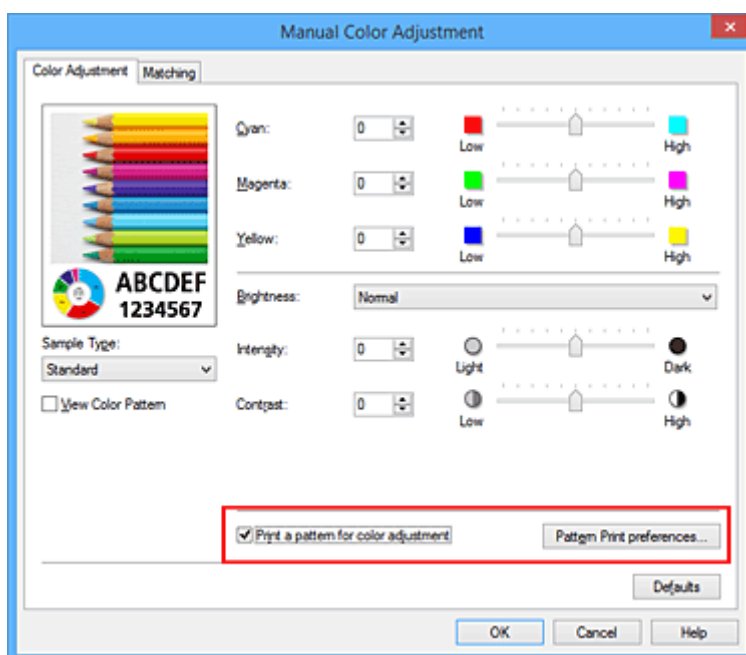 Manual Color Adjustment
Color Adjustment Matching
Cyan: 0 Low High
Magenta: 0 Low High
Yellow: 0 Low High
ABCDEF
1234567
Brightness: Normal
Sample Type:
Standard
View Color Pattern
Intensity: 0 Light Dark
Contrast: 0 Low High
Print a pattern for color adjustment Pattern Print preferences...
Defaults
OK Cancel Help